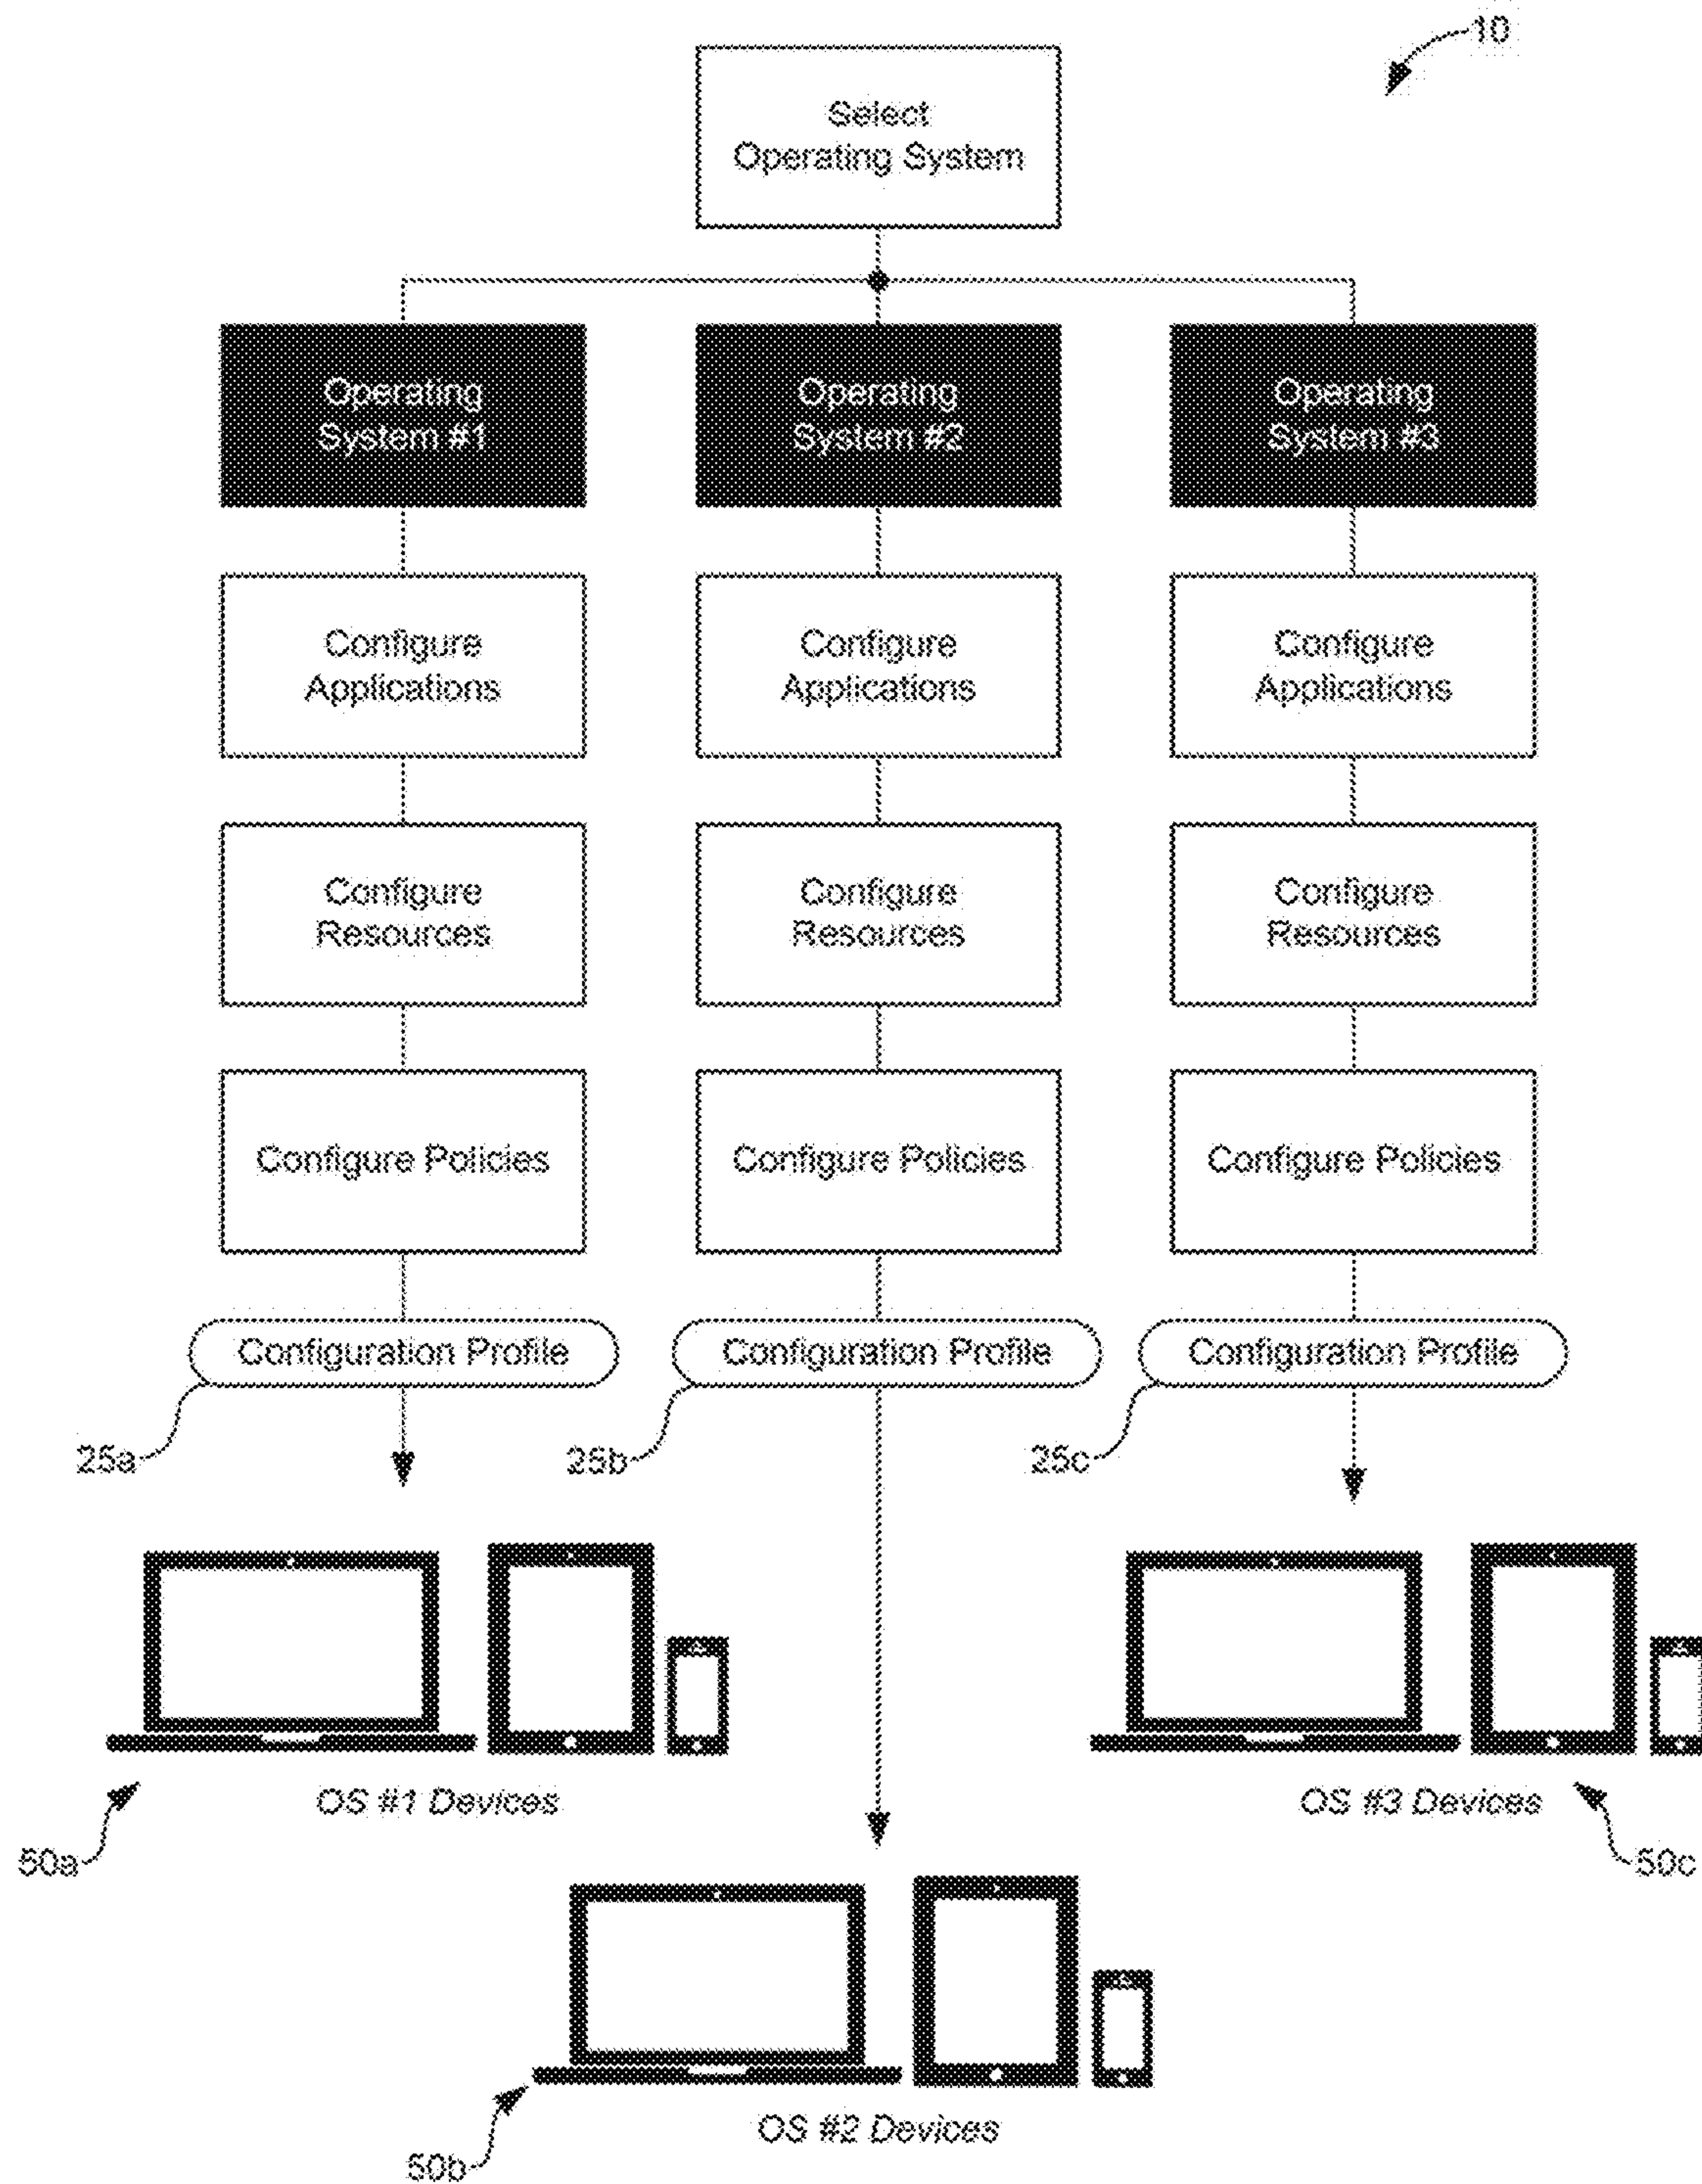 10
Select
Operating System
Operating
System #1
Operating
System #2
Operating
System #3
Configure
Applications
Configure
Applications
Configure
Applications
Configure
Resources
Configure
Resources
Configure
Resources
Configure Policies
Configure Policies
Configure Policies
Configuration Profile
Configuration Profile
Configuration Profile
25a
25b
25c
OS #1 Devices
OS #3 Devices
50a
50c
OS #2 Devices
50b